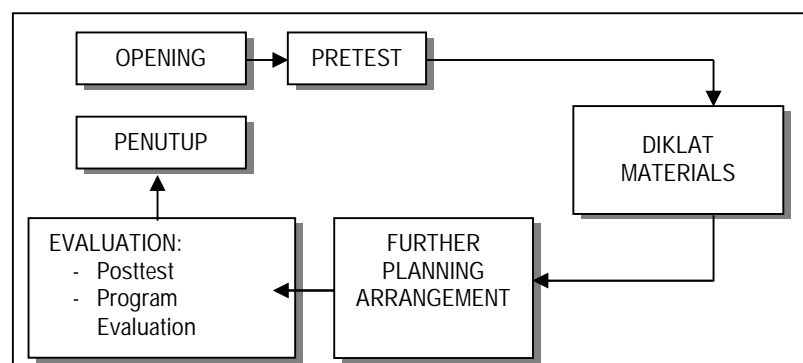 OPENING
PRETEST
DIKLAT
MATERIALS
FURTHER
PLANNING
ARRANGEMENT
EVALUATION:
- Posttest
- Program
Evaluation
PENUTUP